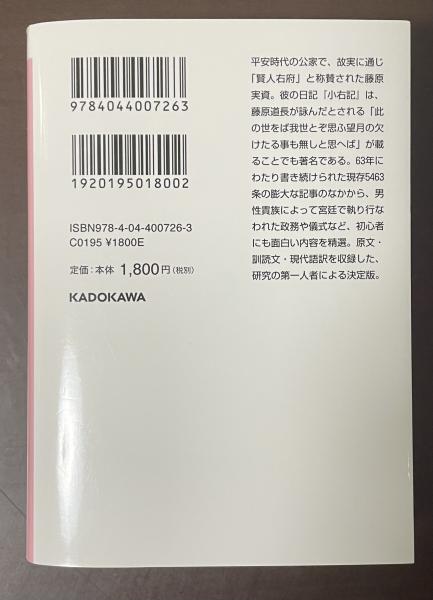 9784044007263
1920195018002
ISBN978-4-04-400726-3
C0195 ¥1800E
定価：本体1,800円（税別）
KADOKAWA
平安時代の公家で、故実に通じ
「賢人右府」と称賛された藤原
実資。彼の日記『小右記』は、
藤原道長が詠んだとされる「此
の世をば我世とぞ思ふ望月の欠
けたる事も無しと思へば」が載
ることでも著名である。63年に
わたり書き続けられた現存5463
条の膨大な記事のなかから、男
性貴族によって宮廷で執り行な
われた政務や儀式など、初心者
にも面白い内容を精選。原文・
訓読文・現代語訳を収録した、
研究の第一人者による決定版。